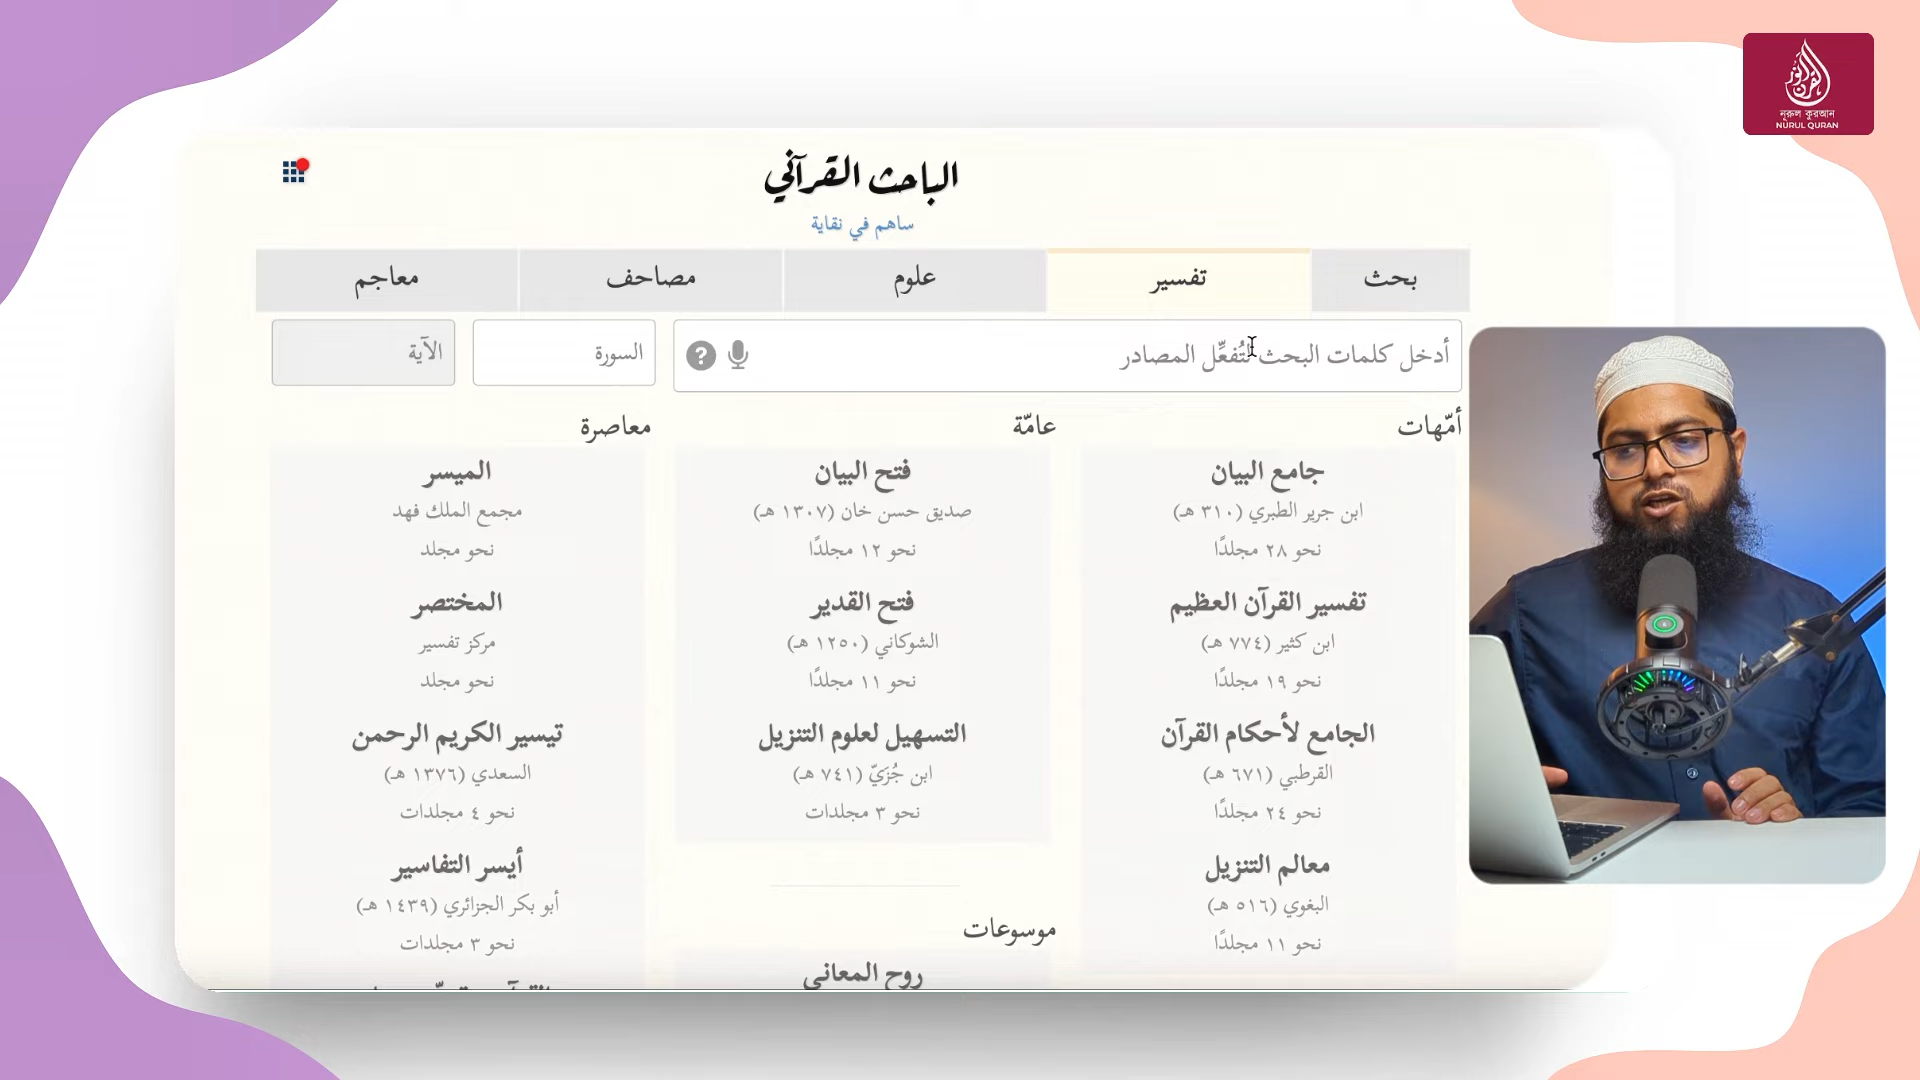 القرآن نور
নূরুল কুরআন
NURUL QURAN
الباحث القرآني
ساهم في نقاية
بحث
تفسير
علوم
مصاحف
معاجم
أدخل كلمات البحث لتُفعِّل المصادر
السورة
الآية
أمّهات
جامع البيان
ابن جرير الطبري (٣١٠ هـ)
نحو ٢٨ مجلدًا
تفسير القرآن العظيم
ابن كثير (٧٧٤ هـ)
نحو ١٩ مجلدًا
الجامع لأحكام القرآن
القرطبي (٦٧١ هـ)
نحو ٢٤ مجلدًا
معالم التنزيل
البغوي (٥١٦ هـ)
نحو ١١ مجلدًا
عامّة
فتح البيان
صديق حسن خان (١٣٠٧ هـ)
نحو ١٢ مجلدًا
فتح القدير
الشوكاني (١٢٥٠ هـ)
نحو ١١ مجلدًا
التسهيل لعلوم التنزيل
ابن جُزَيّ (٧٤١ هـ)
نحو ٣ مجلدات
موسوعات
روح المعاني
معاصرة
الميسر
مجمع الملك فهد
نحو مجلد
المختصر
مركز تفسير
نحو مجلد
تيسير الكريم الرحمن
السعدي (١٣٧٦ هـ)
نحو ٤ مجلدات
أيسر التفاسير
أبو بكر الجزائري (١٤٣٩ هـ)
نحو ٣ مجلدات